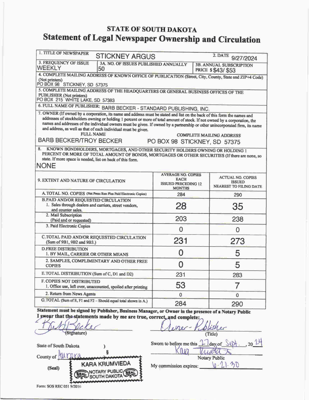 STATE OF SOUTH DAKOTA
Statement of Legal Newspaper Ownership and Circulation
1. TITLE OF NEWSPAPER STICKNEY ARGUS 2. DATE 9/27/2024
3. FREQUENCY OF ISSUE WEEKLY 3A. NO. OF ISSUES PUBLISHED ANNUALLY 50 3B. ANNUAL SUBSCRIPTION PRICE $ $43/ $53
4. COMPLETE MAILING ADDRESS OF KNOWN OFFICE OF PUBLICATION (Street, City, County, State and ZIP+4 Code)
(Not printers)
PO BOX 98 STICKNEY, SD 57375
5. COMPLETE MAILING ADDRESS OF THE HEADQUARTERS OR GENERAL BUSINESS OFFICES OF THE
PUBLISHER (Not printers)
PO BOX 215 WHITE LAKE, SD 57383
6. FULL NAME OF PUBLISHER: BARB BECKER - STANDARD PUBLISHING, INC.
7. OWNER (If owned by a corporation, its name and address must be stated and list on the back of this form the names and
addresses of stockholders owning or holding 1 percent or more of total amount of stock. If not owned by a corporation, the
names and addresses of the individual owners must be given. If owned by a partnership or other unincorporated firm, its name
and address, as well as that of each individual must be given.
FULL NAME COMPLETE MAILING ADDRESS
BARB BECKER/TROY BECKER PO BOX 98 STICKNEY, SD 57375
8. KNOWN BONDHOLDERS, MORTGAGES, AND OTHER SECURITY HOLDERS OWNING OR HOLDING 1
PERCENT OR MORE OF TOTAL AMOUNT OF BONDS, MORTGAGES OR OTHER SECURITIES (If there are none, so
state. If more space is needed, list on back of this form.
NONE
9. EXTENT AND NATURE OF CIRCULATION AVERAGE NO. COPIES EACH ISSUES PRECEDING 12 MONTHS ACTUAL NO. OF COPIES ISSUED NEAREST TO FILING DATE
A. TOTAL NO. COPIES 284 290
B. PAID AND/OR REQUESTED CIRCULATION
1. Sales through dealers and carriers, street vendors,
and counter sales 28 35
2. Mail Subscription
(Paid and or requested) 203 238
3. Paid Electronic Copies 0 0
C. TOTAL PAID AND/OR REQUESTED CIRCULATION
(Sum of 9B1, 9B2 and 9B3.) 231 273
D. FREE DISTRIBUTION
1. BY MAIL, CARRIER OR OTHER MEANS 0 5
2. SAMPLES, COMPLIMENTARY AND OTHER FREE
COPIES 0 5
E. TOTAL DISTRIBUTION (Sum of C, D1 and D2) 231 283
F. COPIES NOT DISTRIBUTED
1. Office use, left over, unaccounted, spoiled after printing 53 7
2. Return from News Agents 0 0
G. TOTAL (Sum of E, F1 and F2 - Should equal total shown in A.) 284 290
Statement must be signed by Publisher, Business Manager, or Owner in the presence of a Notary Public
I swear that the statements made by me are true, correct, and complete:
Barb Becker Owner - Publisher
(Signature) (Title)
State of South Dakota Sworn to before me this 27 day of Sept, 2024
County of Aurora
Notary Public
(Seal) KARA KRUMVIEDA
NOTARY PUBLIC
SOUTH DAKOTA
My commission expires: 6-21-30